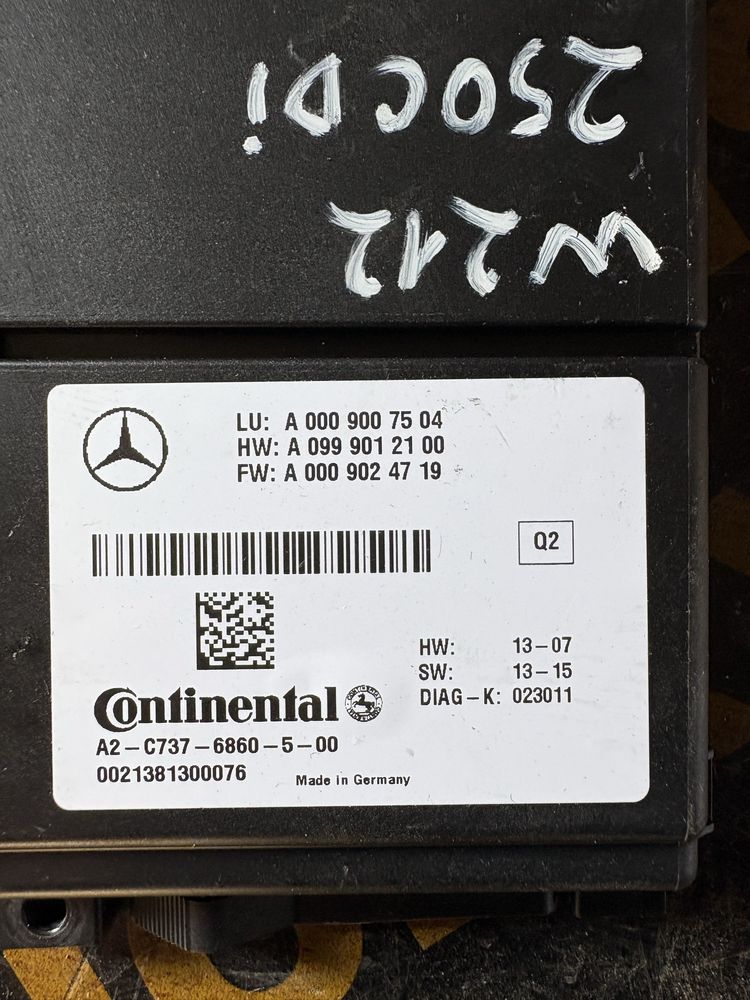 W212
250CDi
LU: A 000 900 75 04
HW: A 099 901 21 00
FW: A 000 902 47 19
Q2
HW: 13-07
SW: 13-15
DIAG-K: 023011
Continental
A2-C737-6860-5-00
0021381300076
Made in Germany